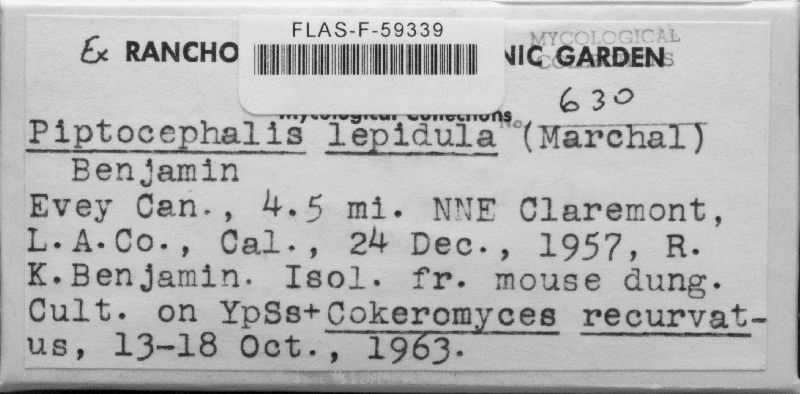 FLAS-F-59339
Ex RANCHO NIC GARDEN
MYCOLOGICAL
Mycological Collections
No. 630
Piptocephalis lepidula (Marchal)
Benjamin
Evey Can., 4.5 mi. NNE Claremont,
L.A.Co., Cal., 24 Dec., 1957, R.
K.Benjamin. Isol. fr. mouse dung.
Cult. on YpSs+Cokeromyces recurvat-
us, 13-18 Oct., 1963.